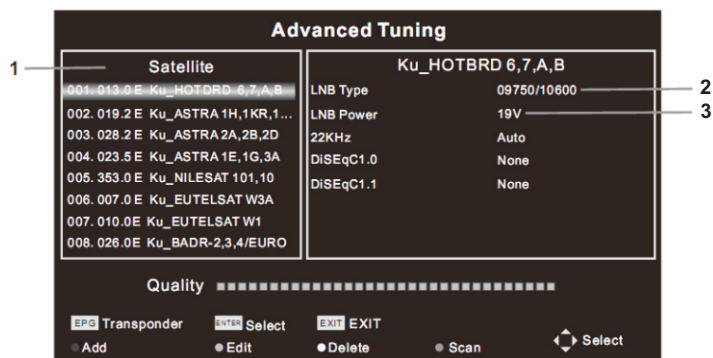 Advanced Tuning
1
Satellite
001. 013.0 E Ku_HOTDRD 6,7,A,B
002. 019.2 E Ku_ASTRA 1H,1KR,1...
003. 028.2 E Ku_ASTRA 2A,2B,2D
004. 023.5 E Ku_ASTRA 1E,1G,3A
005. 353.0 E Ku_NILESAT 101,10
006. 007.0 E Ku_EUTELSAT W3A
007. 010.0E Ku_EUTELSAT W1
008. 026.0E Ku_BADR-2,3,4/EURO
Ku_HOTBRD 6,7,A,B
LNB Type 09750/10600 2
LNB Power 19V 3
22KHz Auto
DiSEqC1.0 None
DiSEqC1.1 None
Quality
EPG Transponder ENTER Select EXIT EXIT
Add Edit Delete Scan Select